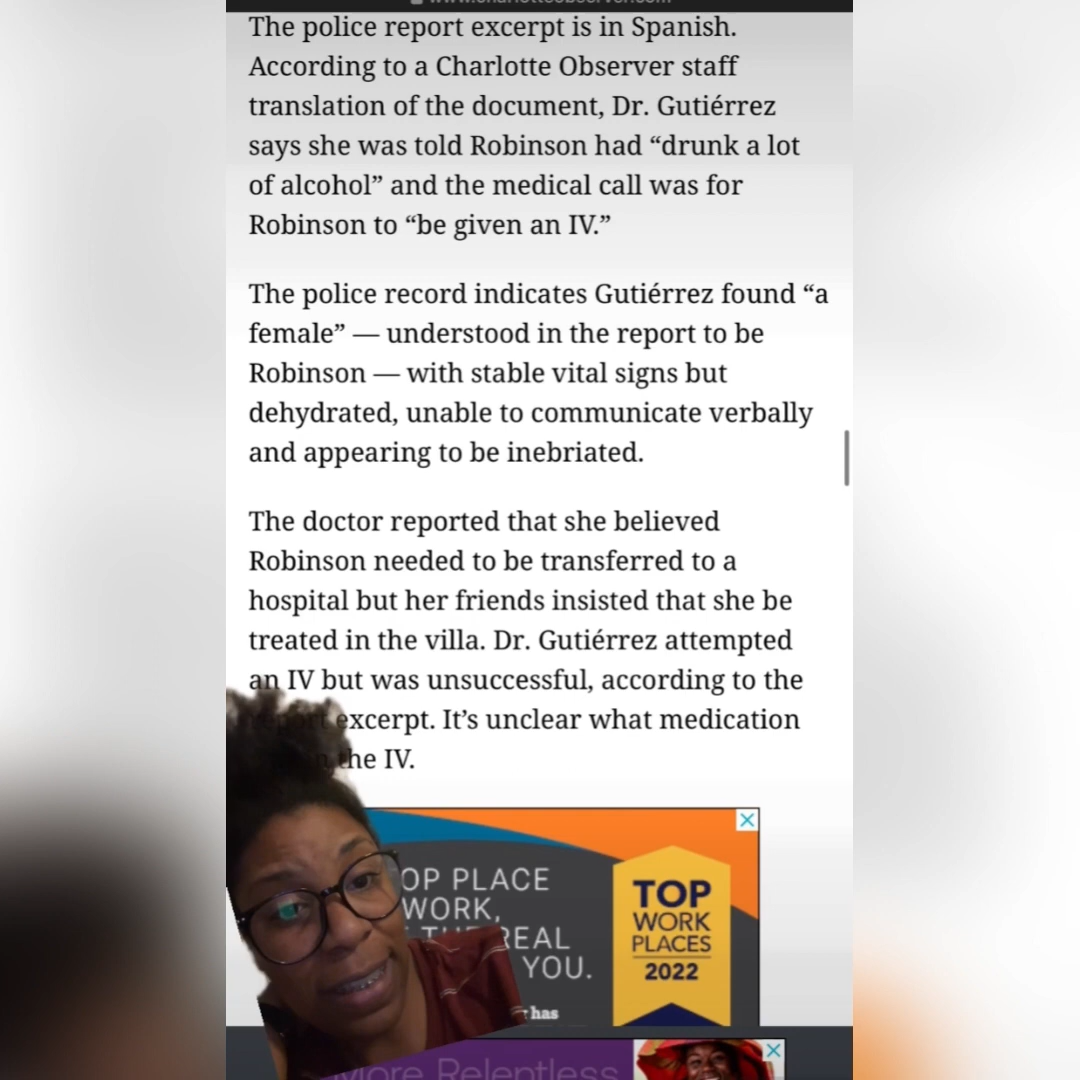 The police report excerpt is in Spanish.
According to a Charlotte Observer staff
translation of the document, Dr. Gutiérrez
says she was told Robinson had “drunk a lot
of alcohol” and the medical call was for
Robinson to “be given an IV.”
The police record indicates Gutiérrez found “a
female” — understood in the report to be
Robinson — with stable vital signs but
dehydrated, unable to communicate verbally
and appearing to be inebriated.
The doctor reported that she believed
Robinson needed to be transferred to a
hospital but her friends insisted that she be
treated in the villa. Dr. Gutiérrez attempted
an IV but was unsuccessful, according to the
report excerpt. It’s unclear what medication
the IV.
OP PLACE
WORK,
REAL
YOU.
has
TOP
WORK
PLACES
2022
More Relentless